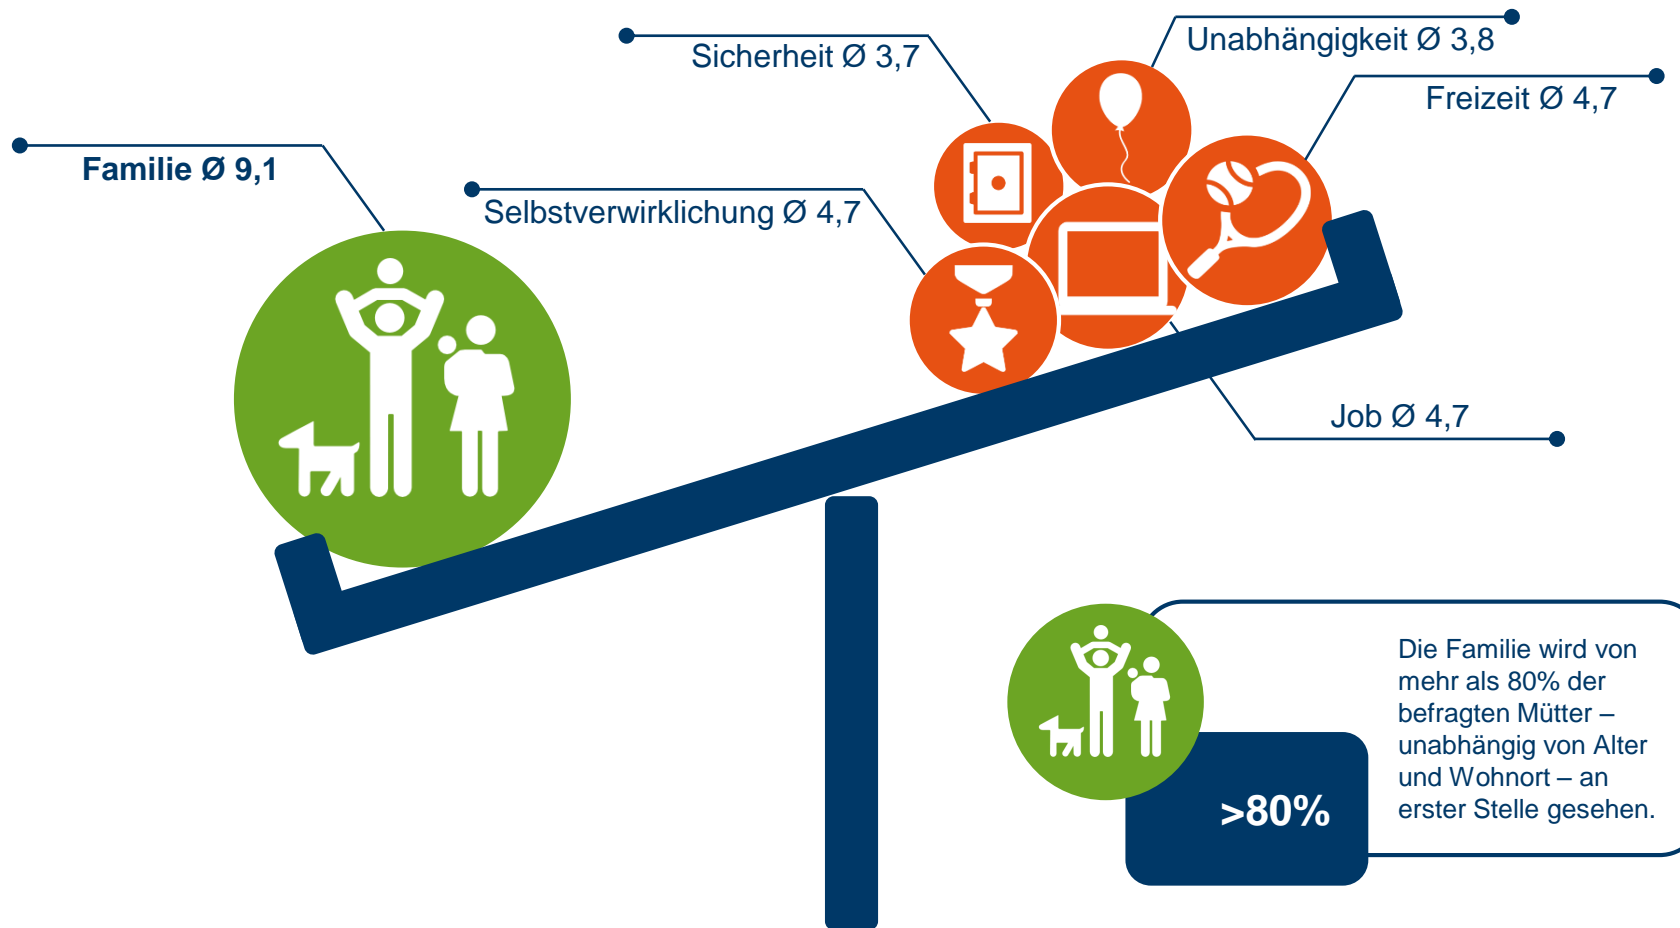 Unabhängigkeit Ø 3,8
Sicherheit Ø 3,7
Freizeit Ø 4,7
Familie Ø 9,1
Selbstverwirklichung Ø 4,7
Job Ø 4,7
Die Familie wird von
mehr als 80% der
befragten Mütter –
unabhängig von Alter
und Wohnort – an
erster Stelle gesehen.
>80%